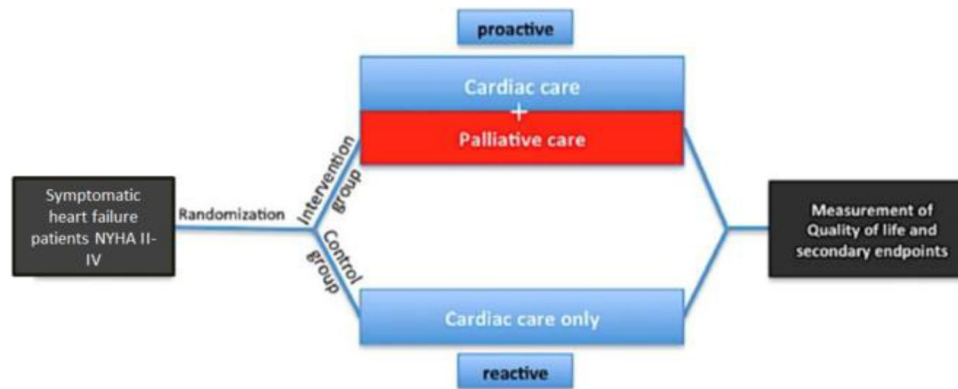 proactive
Cardiac care
+
Palliative care
Intervention
group
Symptomatic
heart failure
patients NYHA II-
IV
Randomization
Control
group
Measurement of
Quality of life and
secondary endpoints
Cardiac care only
reactive